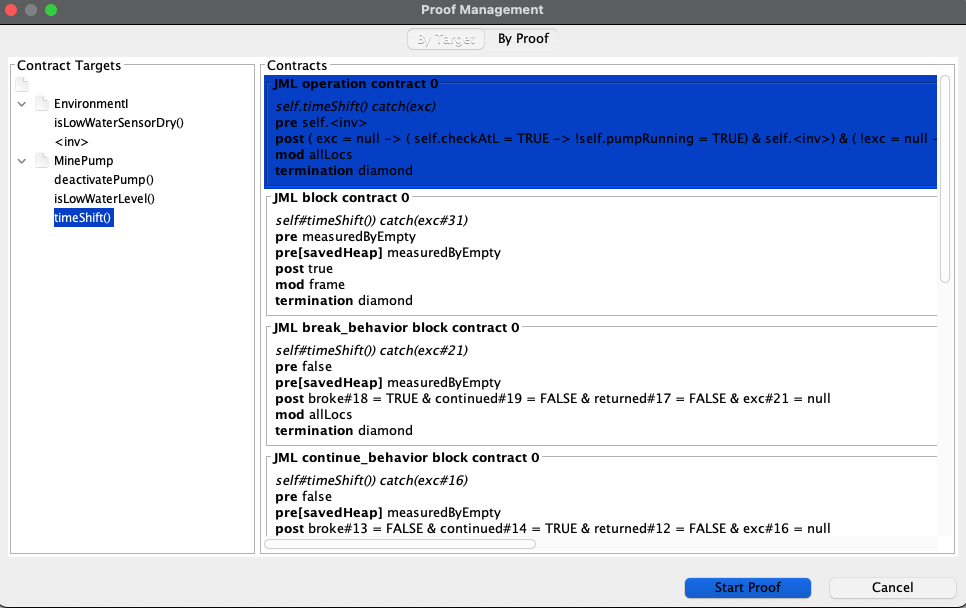 Proof Management
By Target
By Proof
Contract Targets
EnvironmentI
isLowWaterSensorDry()
<inv>
MinePump
deactivatePump()
isLowWaterLevel()
timeShift()
Contracts
JML operation contract 0
self.timeShift() catch(exc)
pre self.<inv>
post ( exc = null -> ( self.checkAtL = TRUE -> !self.pumpRunning = TRUE) & self.<inv>) & ( !exc = null -
mod allLocs
termination diamond
JML block contract 0
self#timeShift()) catch(exc#31)
pre measuredByEmpty
pre[savedHeap] measuredByEmpty
post true
mod frame
termination diamond
JML break_behavior block contract 0
self#timeShift()) catch(exc#21)
pre false
pre[savedHeap] measuredByEmpty
post broke#18 = TRUE & continued#19 = FALSE & returned#17 = FALSE & exc#21 = null
mod allLocs
termination diamond
JML continue_behavior block contract 0
self#timeShift()) catch(exc#16)
pre false
pre[savedHeap] measuredByEmpty
post broke#13 = FALSE & continued#14 = TRUE & returned#12 = FALSE & exc#16 = null
Start Proof
Cancel